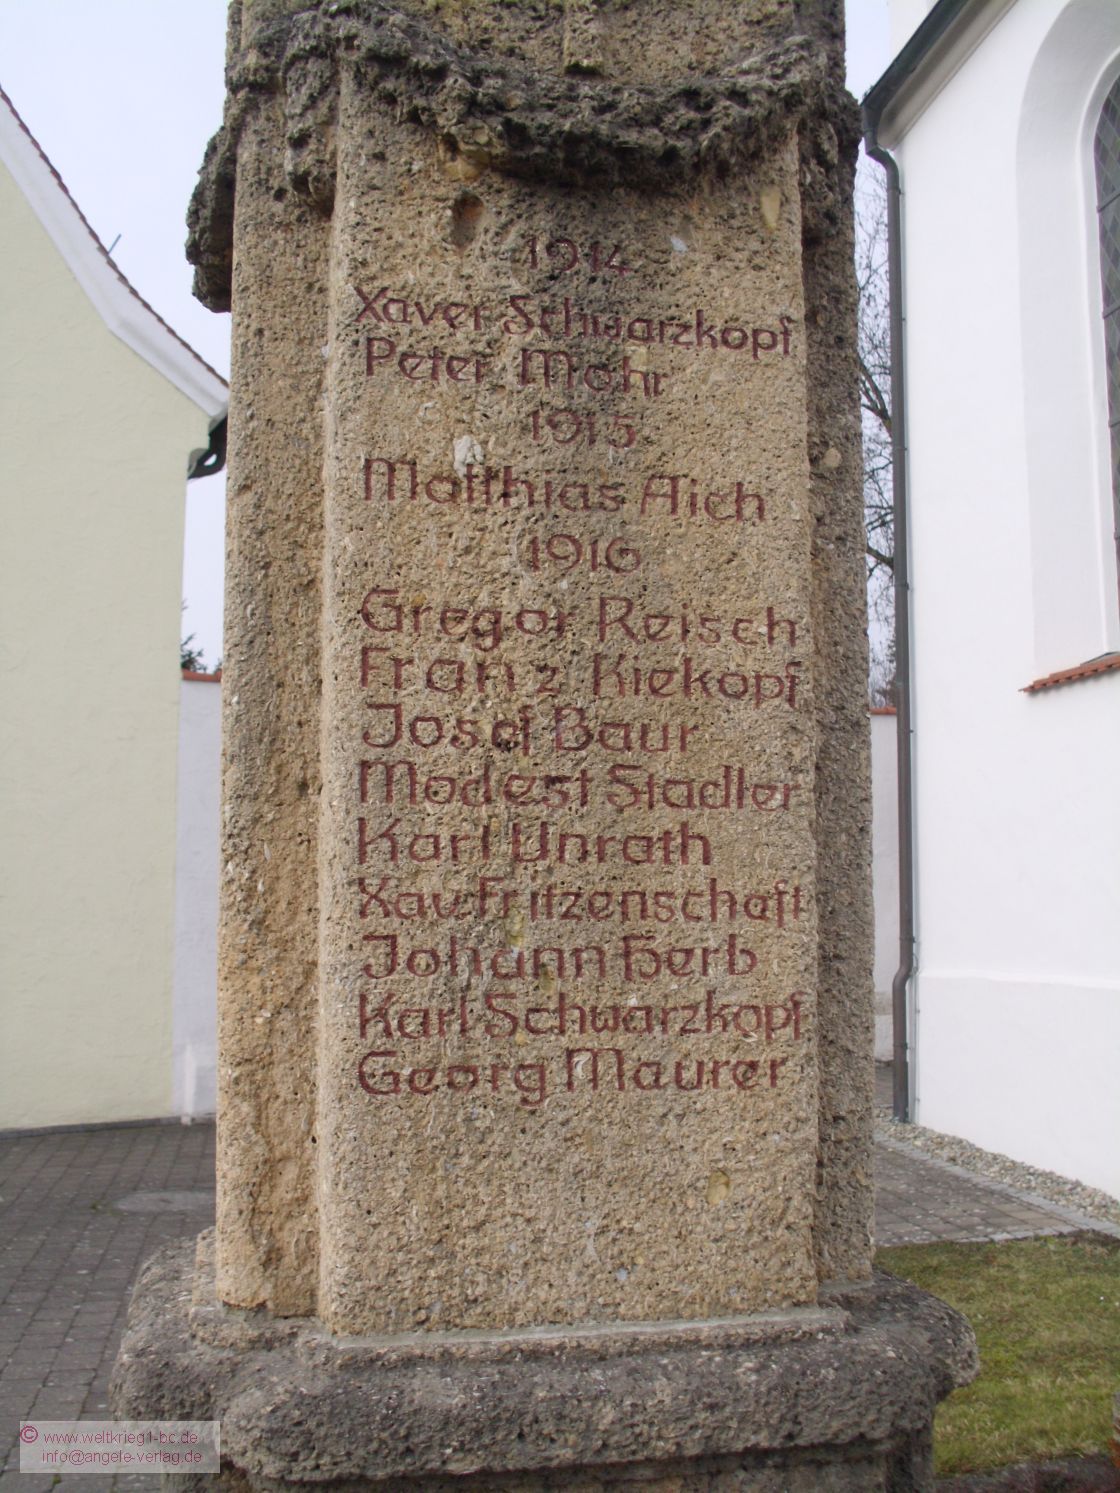 1914
Xaver Schwarzkopf
Peter Mohr
1915
Matthias Aich
1916
Gregor Reisch
Franz Kiekopf
Josef Baur
Modest Stadler
Karl Unrath
Xav. Fritzenschaft
Johann Herb
Karl Schwarzkopf
Georg Maurer
© www.weltkrieg1-bc.de
info@angele-verlag.de